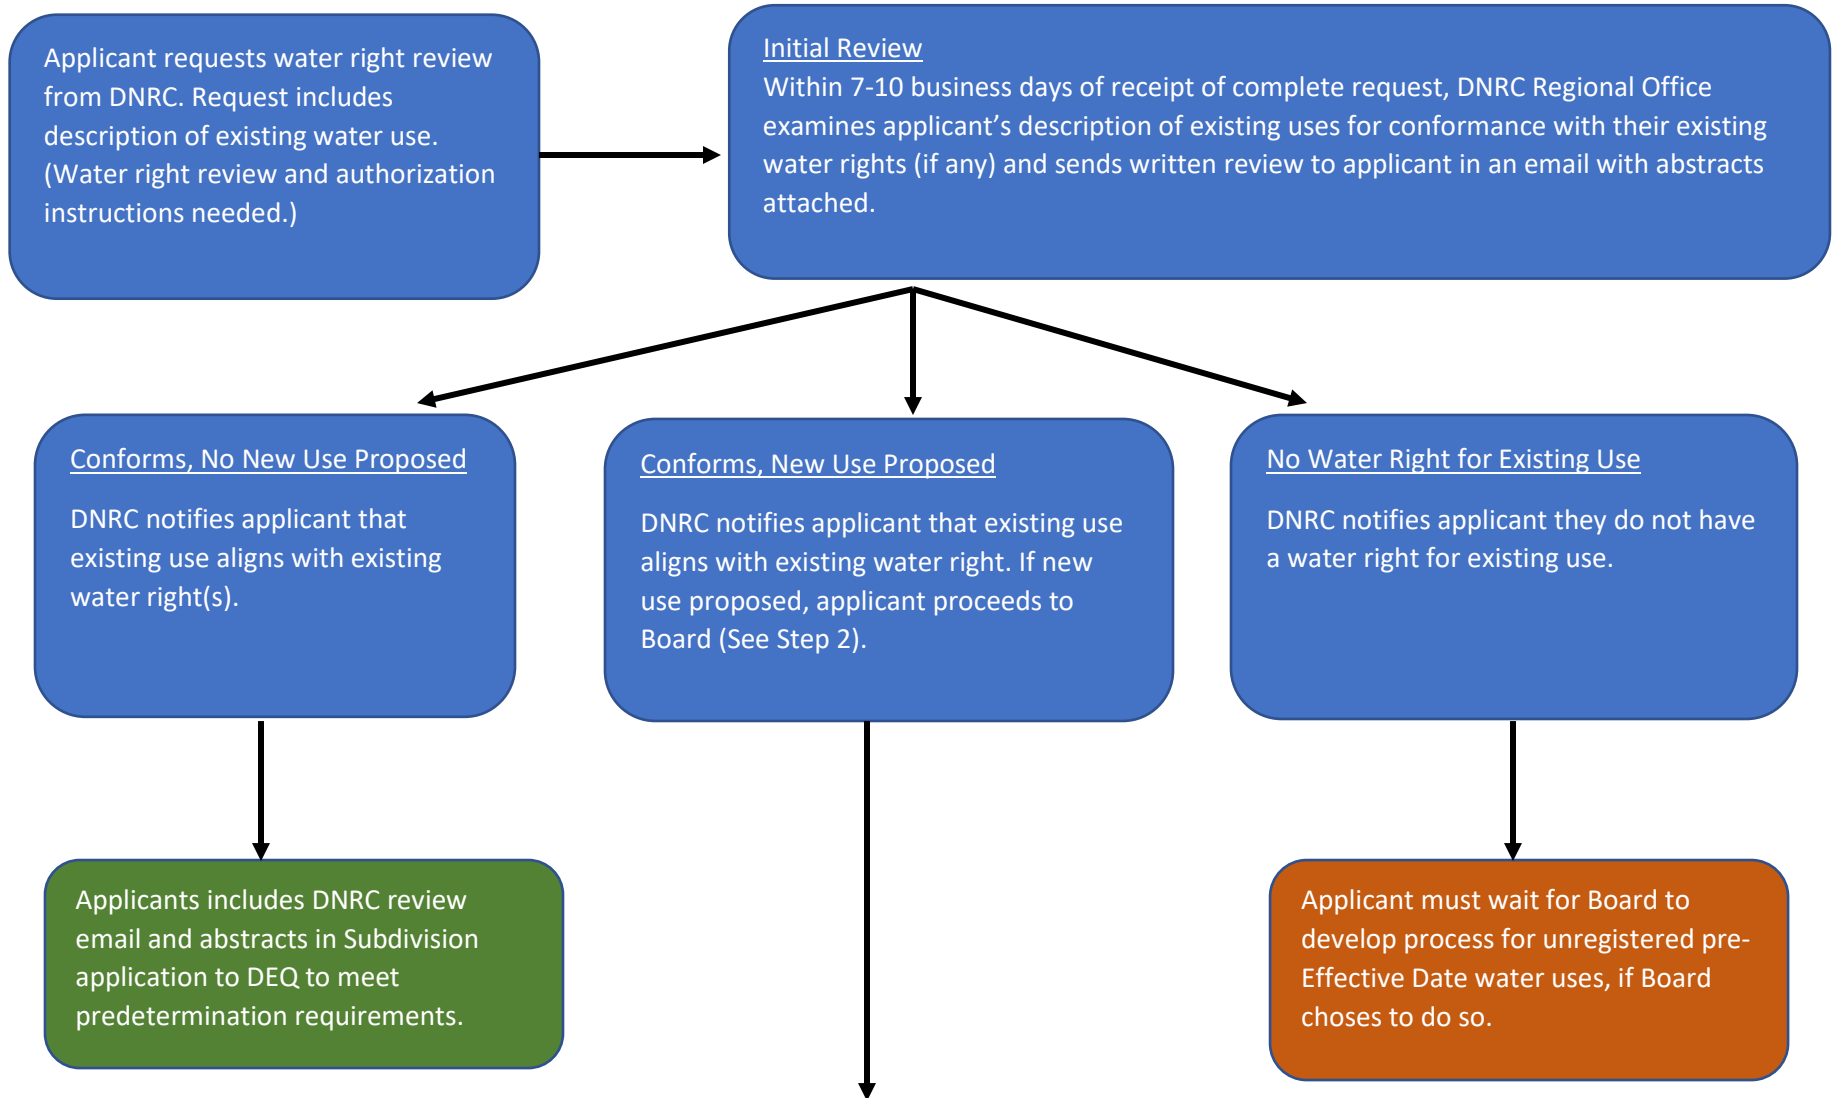 Applicant requests water right review
from DNRC. Request includes
description of existing water use.
(Water right review and authorization
instructions needed.)
Initial Review
Within 7-10 business days of receipt of complete request, DNRC Regional Office
examines applicant’s description of existing uses for conformance with their existing
water rights (if any) and sends written review to applicant in an email with abstracts
attached.
Conforms, No New Use Proposed
DNRC notifies applicant that
existing use aligns with existing
water right(s).
Conforms, New Use Proposed
DNRC notifies applicant that existing use
aligns with existing water right. If new
use proposed, applicant proceeds to
Board (See Step 2).
No Water Right for Existing Use
DNRC notifies applicant they do not have
a water right for existing use.
Applicants includes DNRC review
email and abstracts in Subdivision
application to DEQ to meet
predetermination requirements.
Applicant must wait for Board to
develop process for unregistered pre-
Effective Date water uses, if Board
choses to do so.